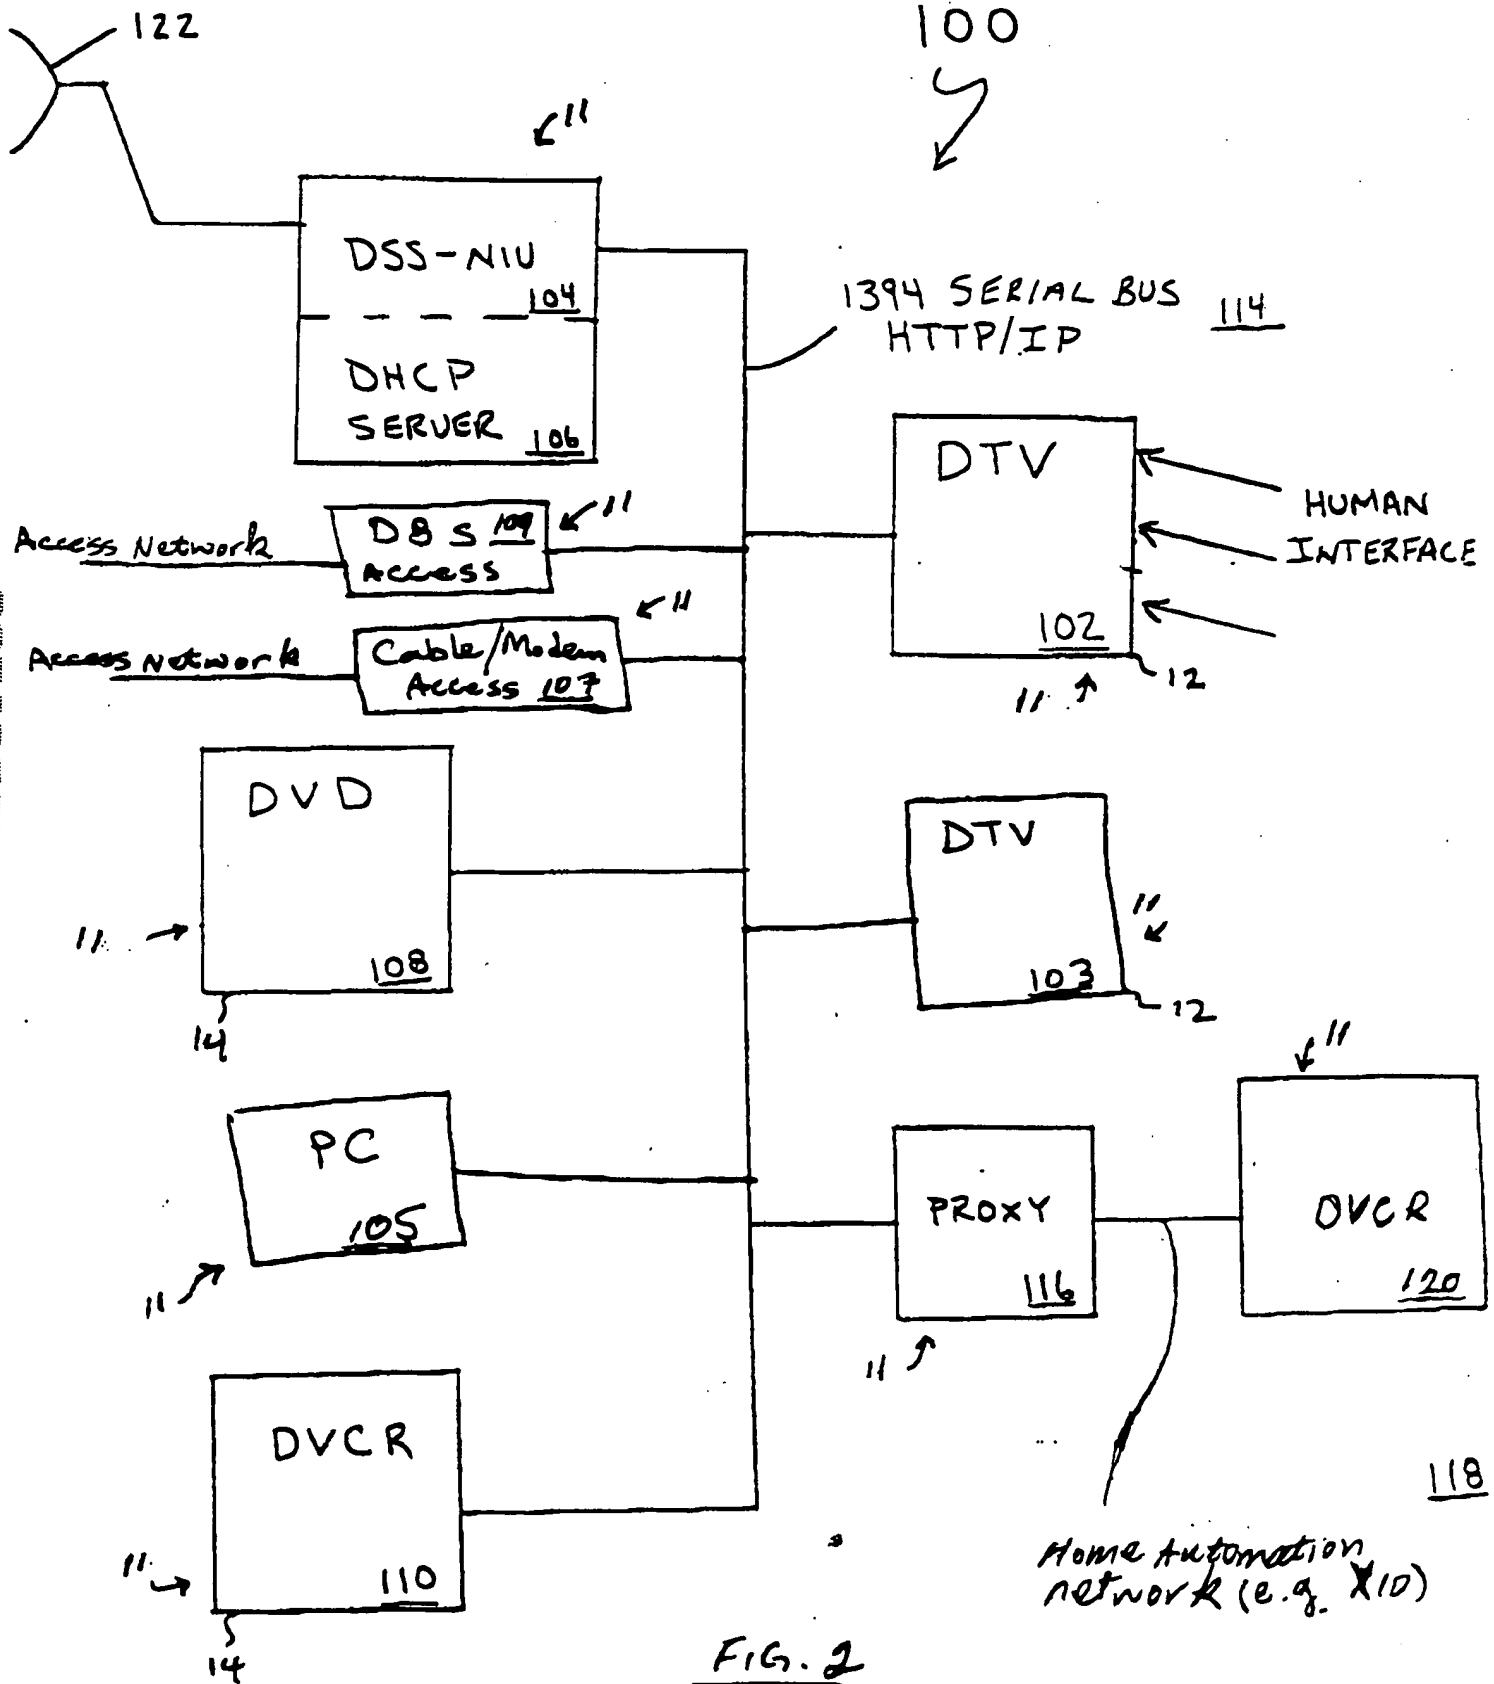 122
100
11
DSS-NIU
104
1394 SERIAL BUS
HTTP/IP
114
DHCP
SERVER
106
DTV
HUMAN
INTERFACE
102
12
11
11
Access Network
DBS 109
Access
11
Access Network
Cable/Modem
Access 107
DVD
11
108
14
DTV
11
103
12
11
PC
105
11
PROXY
116
11
DVCR
120
DVCR
11
110
14
118
Home Automation
network (e.g. X10)
FIG. 2